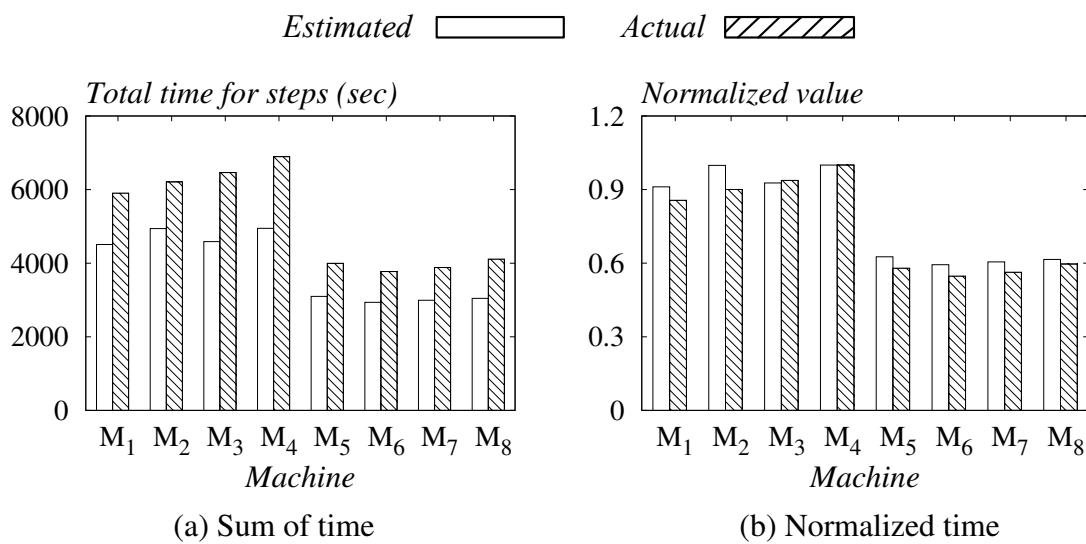 Estimated Actual
Total time for steps (sec)
8000
6000
4000
2000
0
M₁ M₂ M₃ M₄ M₅ M₆ M₇ M₈
Machine
(a) Sum of time
Normalized value
1.2
0.9
0.6
0.3
0
M₁ M₂ M₃ M₄ M₅ M₆ M₇ M₈
Machine
(b) Normalized time